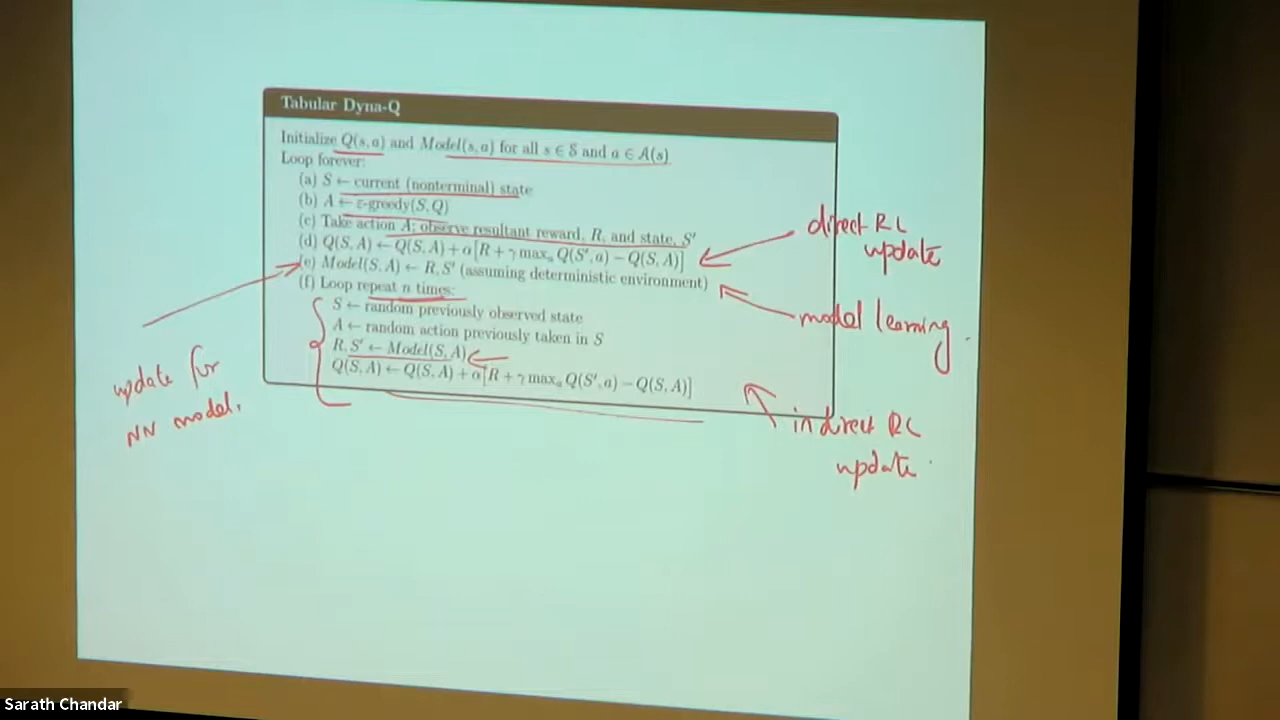 Tabular Dyna-Q
Initialize Q(s, a) and Model(s, a) for all s ∈ S and a ∈ A(s)
Loop forever:
(a) S ← current (nonterminal) state
(b) A ← ε-greedy(S, Q)
(c) Take action A; observe resultant reward, R, and state, S′
(d) Q(S, A) ← Q(S, A) + α[R + γ maxₐ Q(S′, a) − Q(S, A)]
(e) Model(S, A) ← R, S′ (assuming deterministic environment)
(f) Loop repeat n times:
S ← random previously observed state
A ← random action previously taken in S
R, S′ ← Model(S, A)
Q(S, A) ← Q(S, A) + α[R + γ maxₐ Q(S′, a) − Q(S, A)]
direct RL
update
model learning.
indirect RL
update.
update for
NN model.
Sarath Chandar